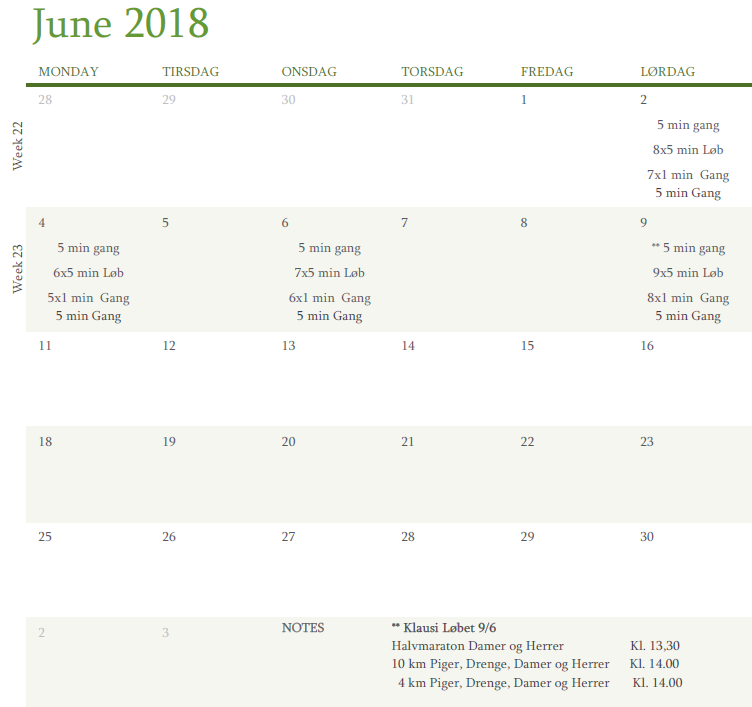 June 2018
MONDAY TIRSDAG ONSDAG TORSDAG FREDAG LØRDAG
Week 22
28 29 30 31 1 2
5 min gang
8x5 min Løb
7x1 min Gang
5 min Gang
Week 23
4 5 6 7 8 9
5 min gang 5 min gang ** 5 min gang
6x5 min Løb 7x5 min Løb 9x5 min Løb
5x1 min Gang 6x1 min Gang 8x1 min Gang
5 min Gang 5 min Gang 5 min Gang
11 12 13 14 15 16
18 19 20 21 22 23
25 26 27 28 29 30
2 3 NOTES ** Klausi Løbet 9/6
Halvmaraton Damer og Herrer Kl. 13,30
10 km Piger, Drenge, Damer og Herrer Kl. 14.00
4 km Piger, Drenge, Damer og Herrer Kl. 14.00